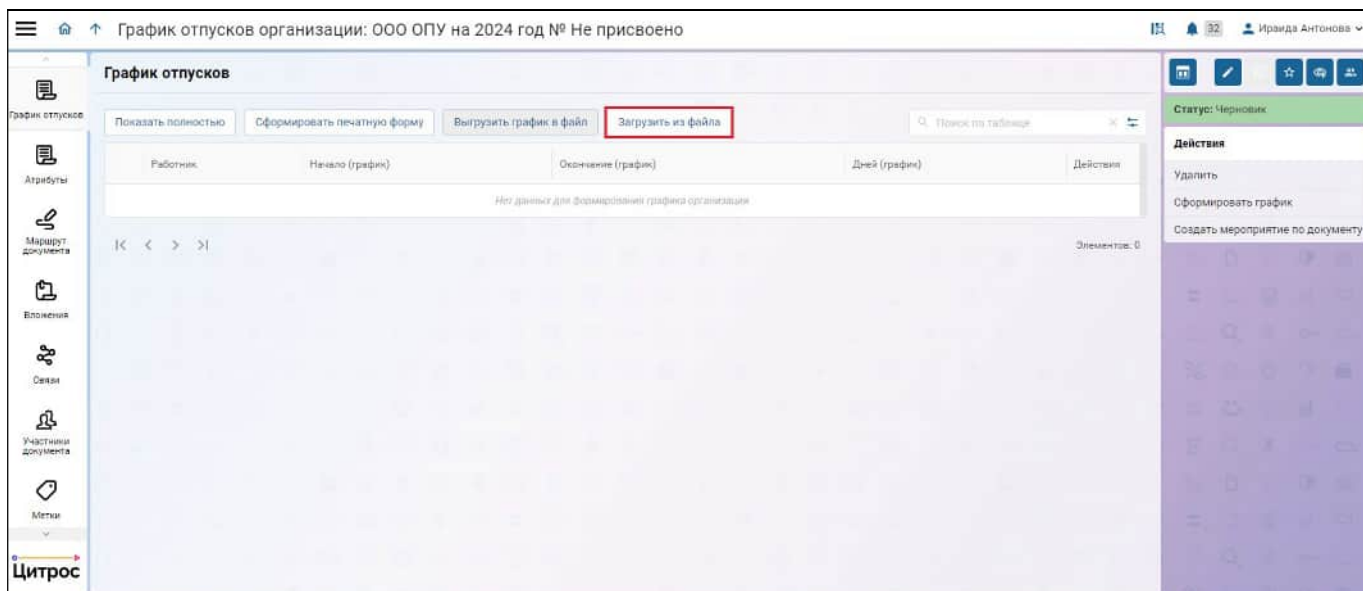 График отпусков организации: ООО ОПУ на 2024 год № Не присвоено
32
Ираида Антонова
График отпусков
График отпусков
Показать полностью
Сформировать печатную форму
Выгрузить график в файл
Загрузить из файла
Поиск по таблице
Работник
Начало (график)
Окончание (график)
Дней (график)
Действия
Нет данных для формирования графика организации
Элементов: 0
Атрибуты
Маршрут
документа
Вложения
Связи
Участники
документа
Метки
Цитрос
Статус: Черновик
Действия
Удалить
Сформировать график
Создать мероприятие по документу